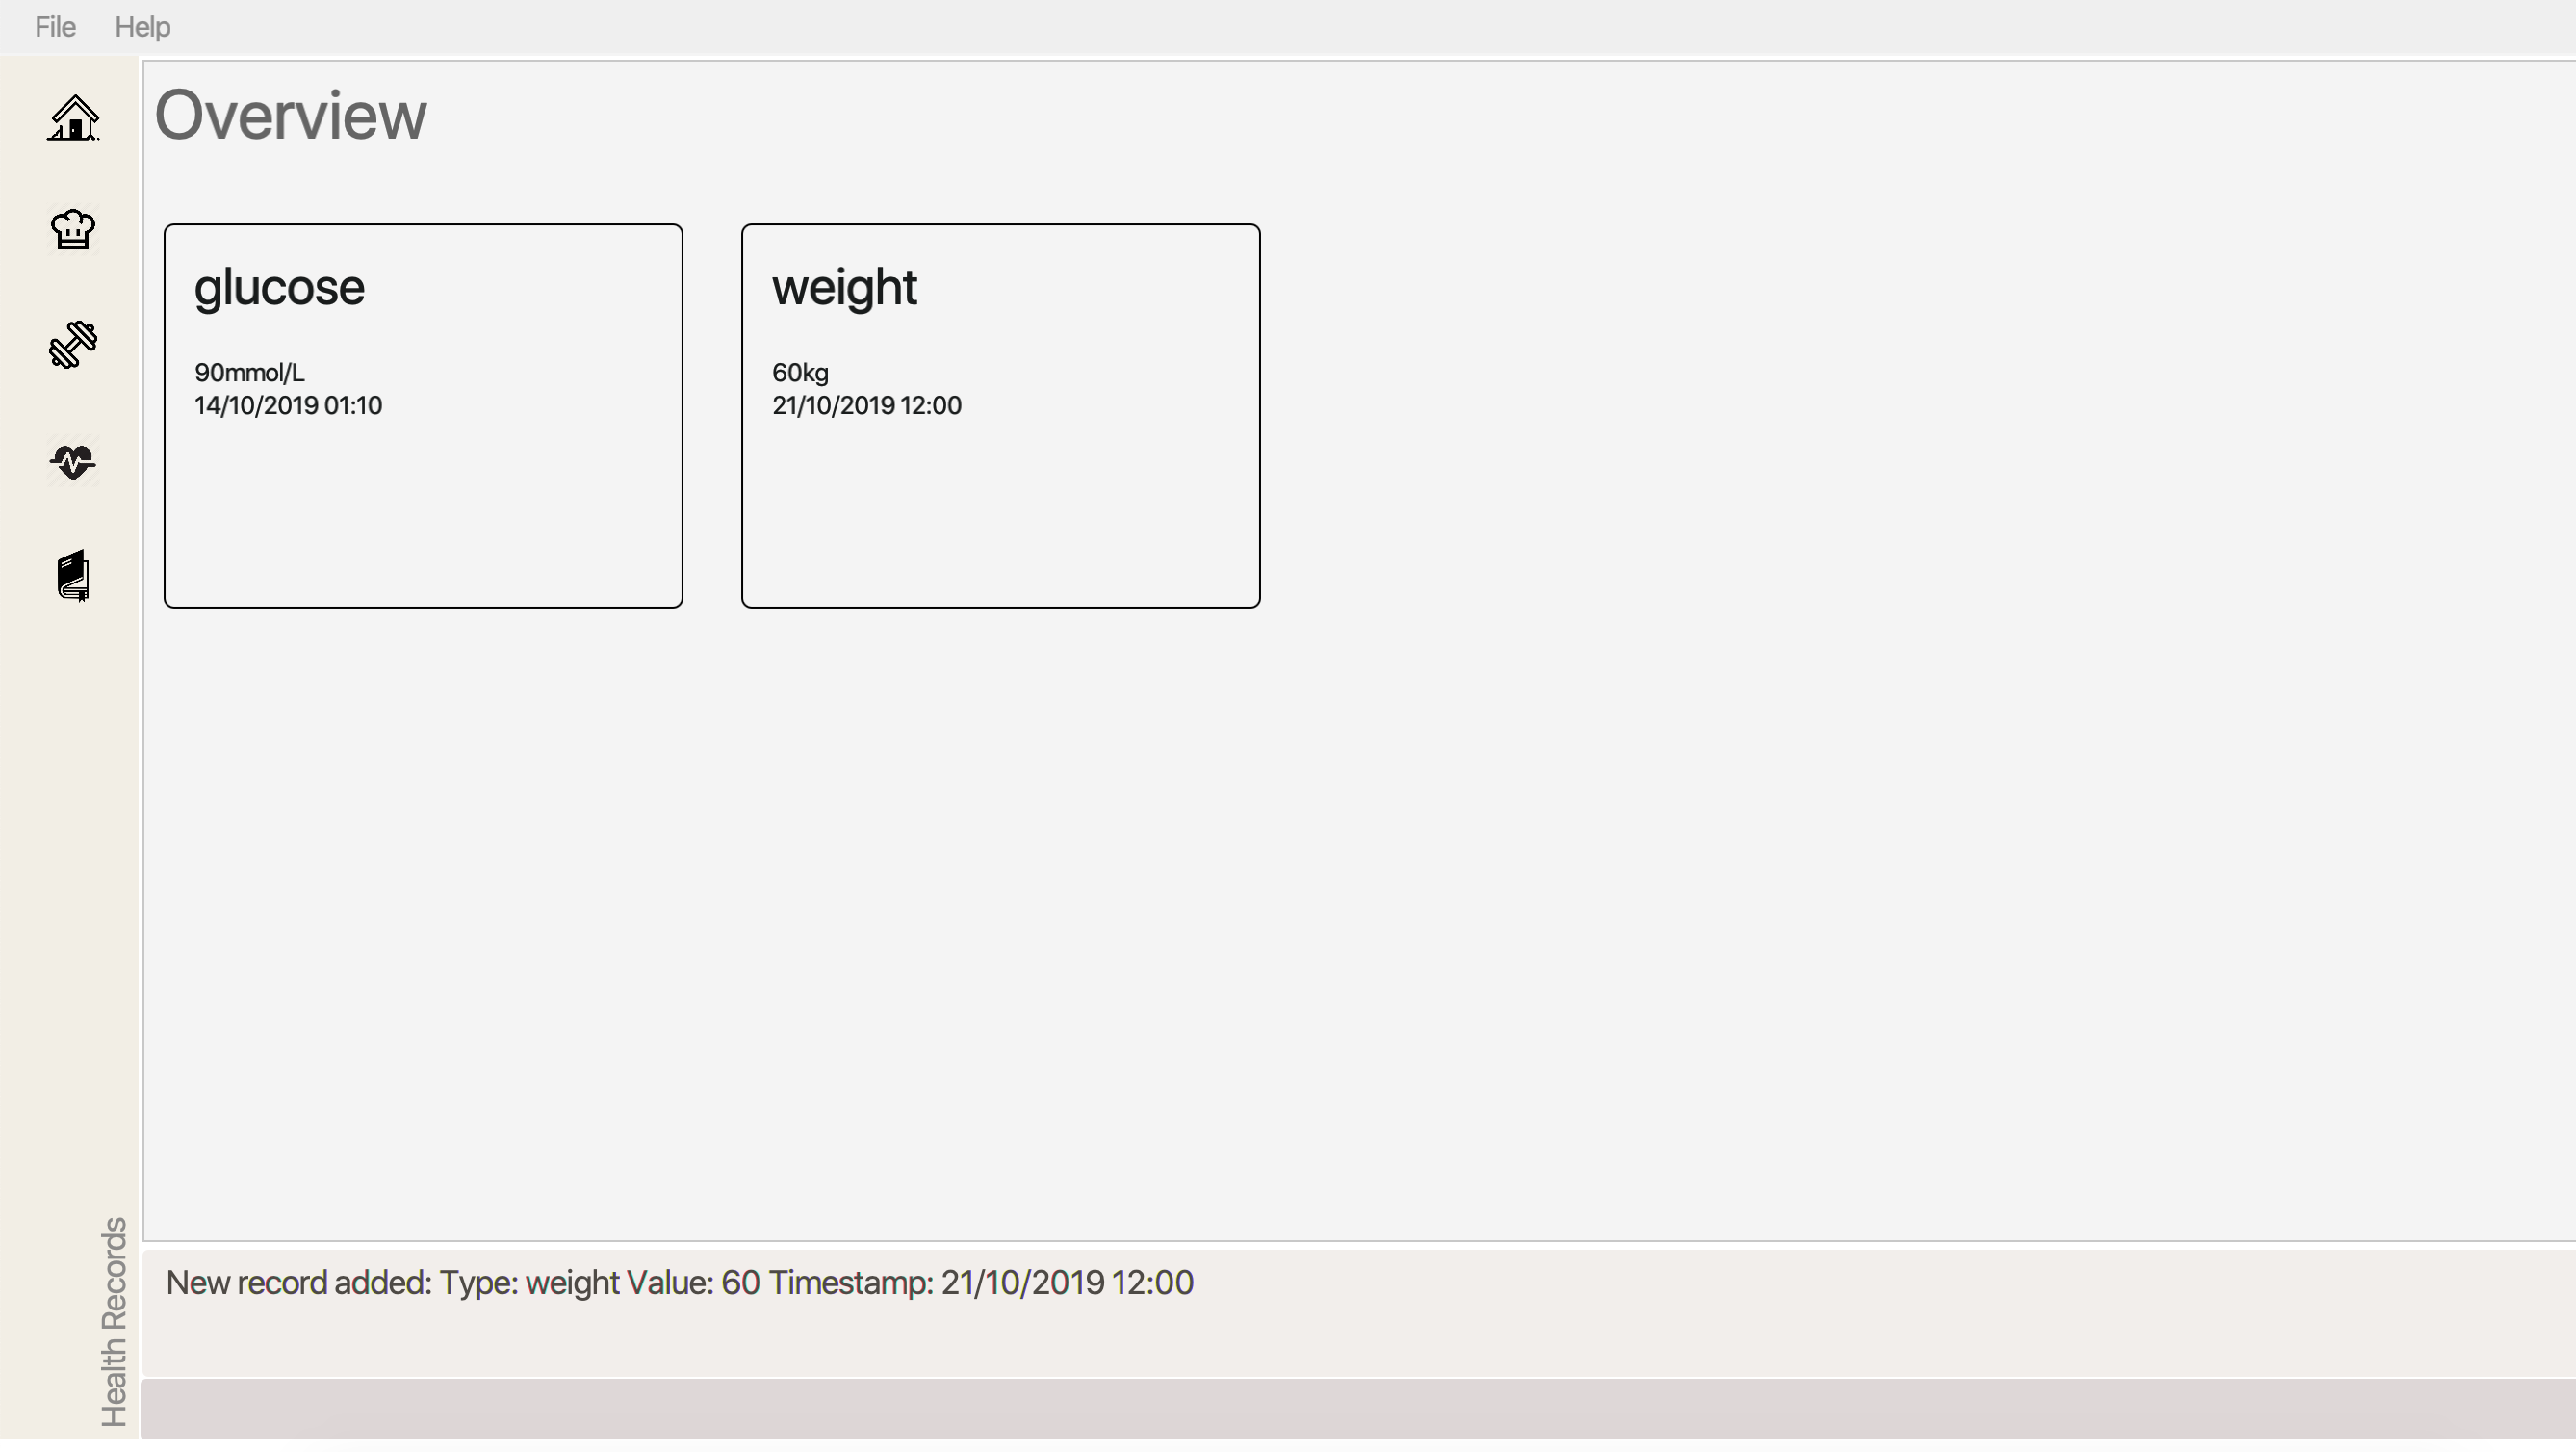 File Help
Overview
glucose
90mmol/L
14/10/2019 01:10
weight
60kg
21/10/2019 12:00
Health Records
New record added: Type: weight Value: 60 Timestamp: 21/10/2019 12:00